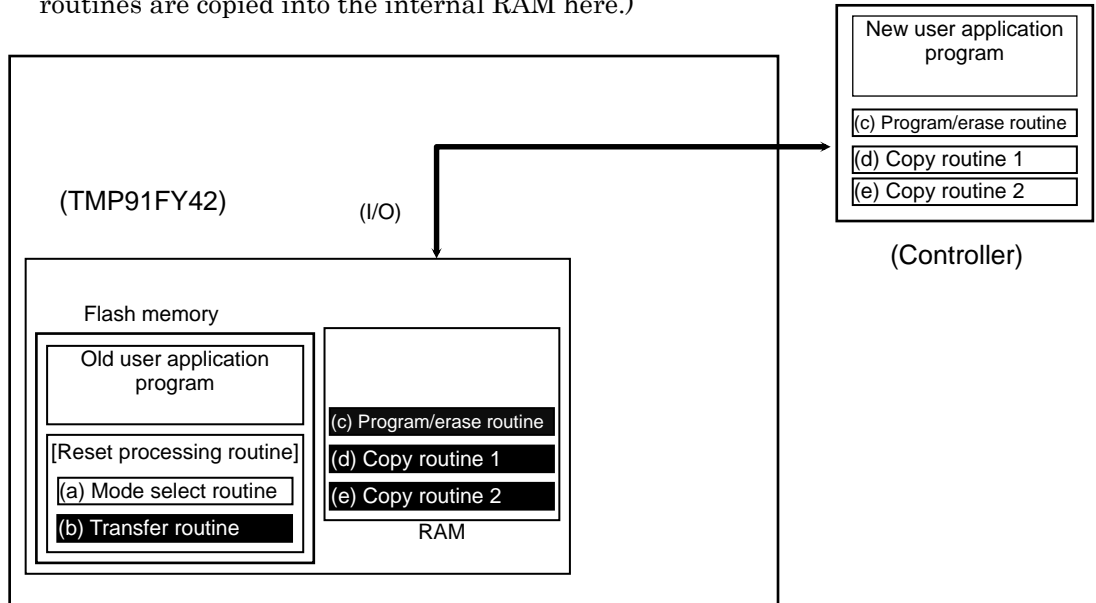 routines are copied into the internal RAM here.)
New user application
program
(c) Program/erase routine
(d) Copy routine 1
(e) Copy routine 2
(Controller)
(TMP91FY42)
(I/O)
Flash memory
Old user application
program
[Reset processing routine]
(a) Mode select routine
(b) Transfer routine
(c) Program/erase routine
(d) Copy routine 1
(e) Copy routine 2
RAM